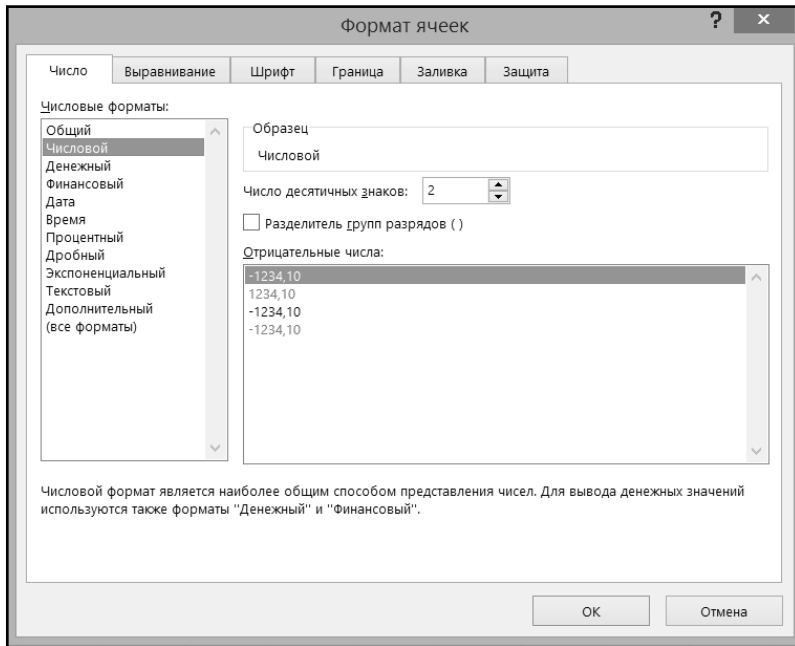 Формат ячеек
? ×
Число Выравнивание Шрифт Граница Заливка Защита
Числовые форматы:
Общий
Числовой
Денежный
Финансовый
Дата
Время
Процентный
Дробный
Экспоненциальный
Текстовый
Дополнительный
(все форматы)
Образец
Числовой
Число десятичных знаков: 2
Разделитель групп разрядов ( )
Отрицательные числа:
-1234,10
1234,10
-1234,10
-1234,10
Числовой формат является наиболее общим способом представления чисел. Для вывода денежных значений
используются также форматы "Денежный" и "Финансовый".
ОК Отмена